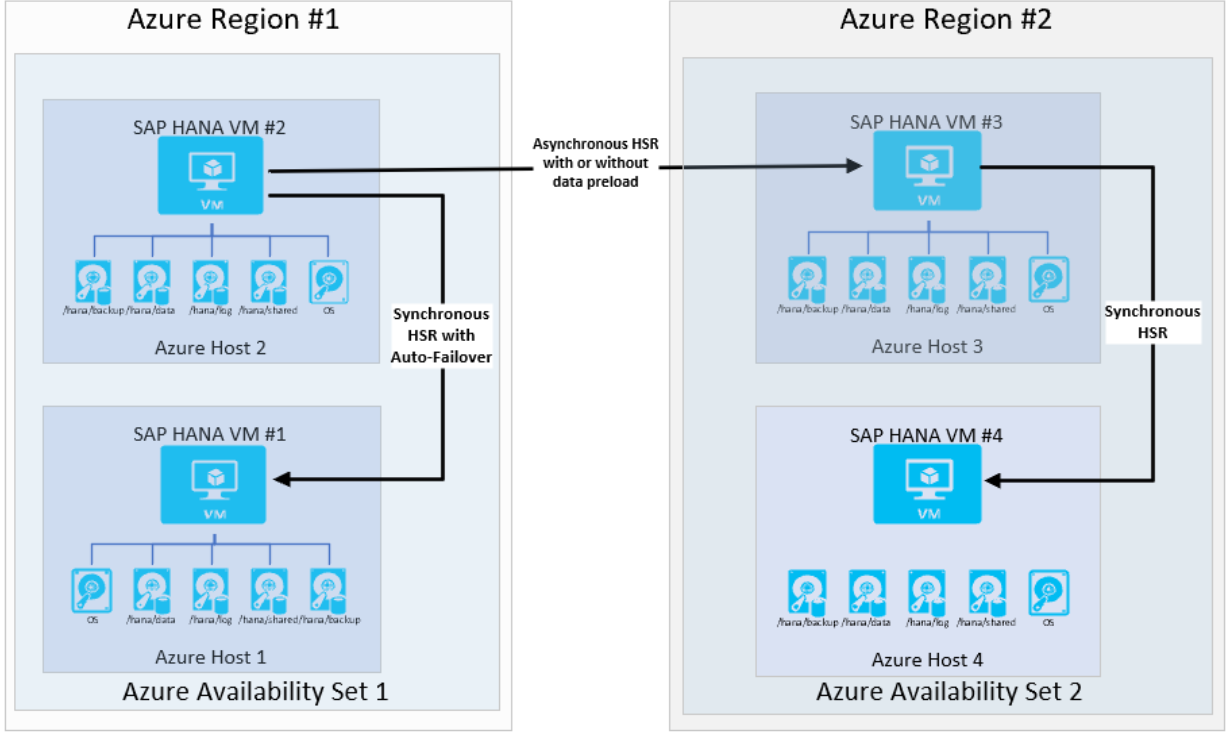 Azure Region #1
SAP HANA VM #2
VM
/hana/backup /hana/data /hana/log /hana/shared OS
Azure Host 2
Synchronous
HSR with
Auto-Failover
SAP HANA VM #1
VM
OS /hana/data /hana/log /hana/shared /hana/backup
Azure Host 1
Azure Availability Set 1
Asynchronous HSR
with or without
data preload
Azure Region #2
SAP HANA VM #3
VM
/hana/backup /hana/data /hana/log /hana/shared OS
Azure Host 3
Synchronous
HSR
SAP HANA VM #4
VM
/hana/backup /hana/data /hana/log /hana/shared OS
Azure Host 4
Azure Availability Set 2